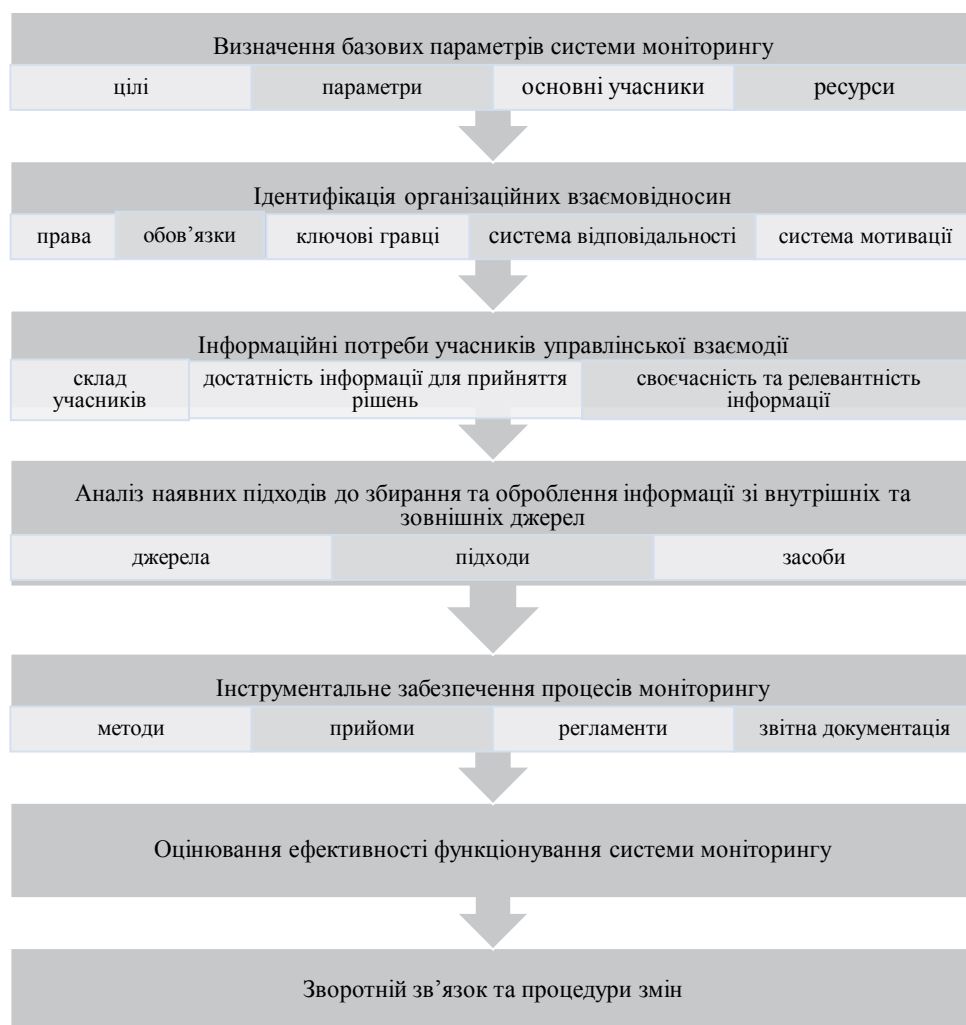 Визначення базових параметрів системи моніторингу
цілі параметри основні учасники ресурси
Ідентифікація організаційних взаємовідносин
права обов’язки ключові гравці система відповідальності система мотивації
Інформаційні потреби учасників управлінської взаємодії
склад
учасників
достатність інформації для прийняття
рішень
своєчасність та релевантність
інформації
Аналіз наявних підходів до збирання та оброблення інформації зі внутрішніх та
зовнішніх джерел
джерела підходи засоби
Інструментальне забезпечення процесів моніторингу
методи прийоми регламенти звітна документація
Оцінювання ефективності функціонування системи моніторингу
Зворотній зв’язок та процедури змін